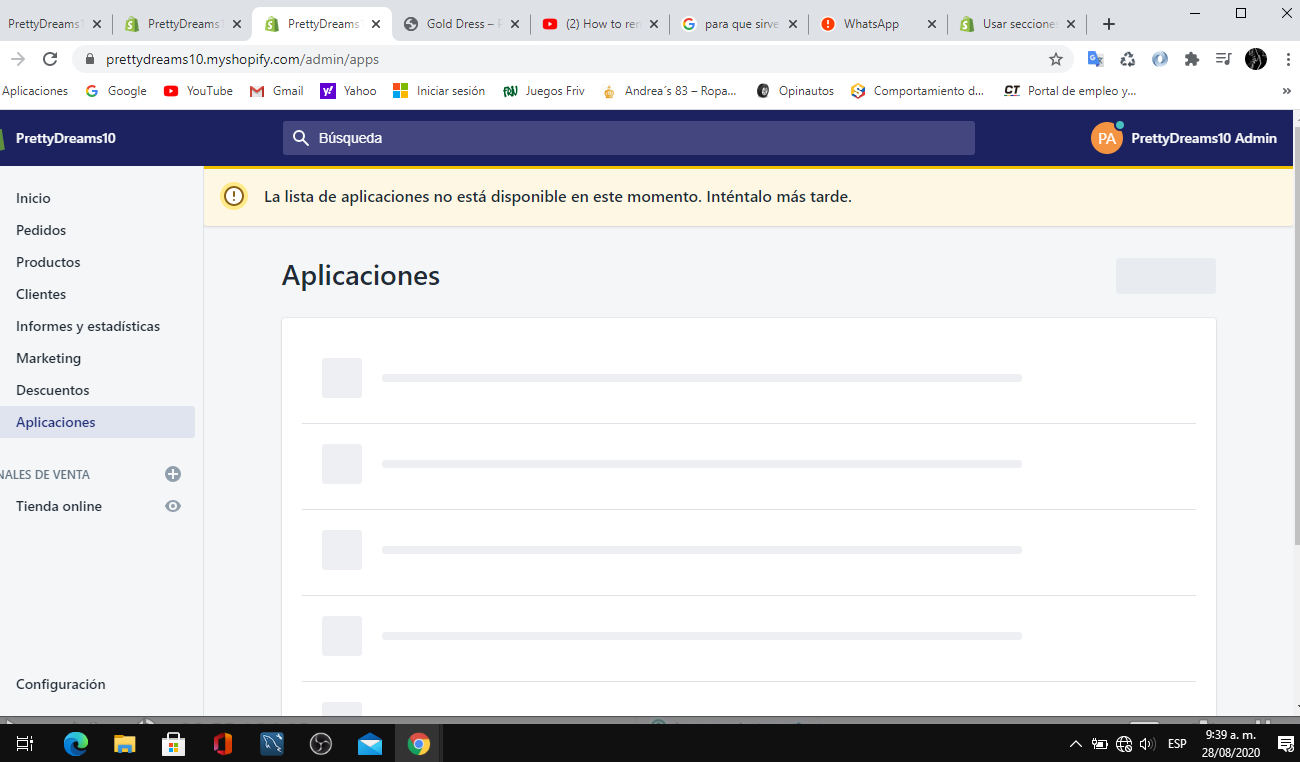 PrettyDreams1
PrettyDreams
PrettyDreams
Gold Dress –
(2) How to ren
para que sirve
WhatsApp
Usar seccione
prettydreams10.myshopify.com/admin/apps
Aplicaciones
Google
YouTube
Gmail
Yahoo
Iniciar sesión
Juegos Friv
Andrea´s 83 – Ropa...
Opinautos
Comportamiento d...
CT Portal de empleo y...
»
PrettyDreams10
Búsqueda
PA
PrettyDreams10 Admin
La lista de aplicaciones no está disponible en este momento. Inténtalo más tarde.
Inicio
Pedidos
Productos
Clientes
Informes y estadísticas
Marketing
Descuentos
Aplicaciones
NALES DE VENTA
Tienda online
Configuración
Aplicaciones
ESP
9:39 a. m.
28/08/2020